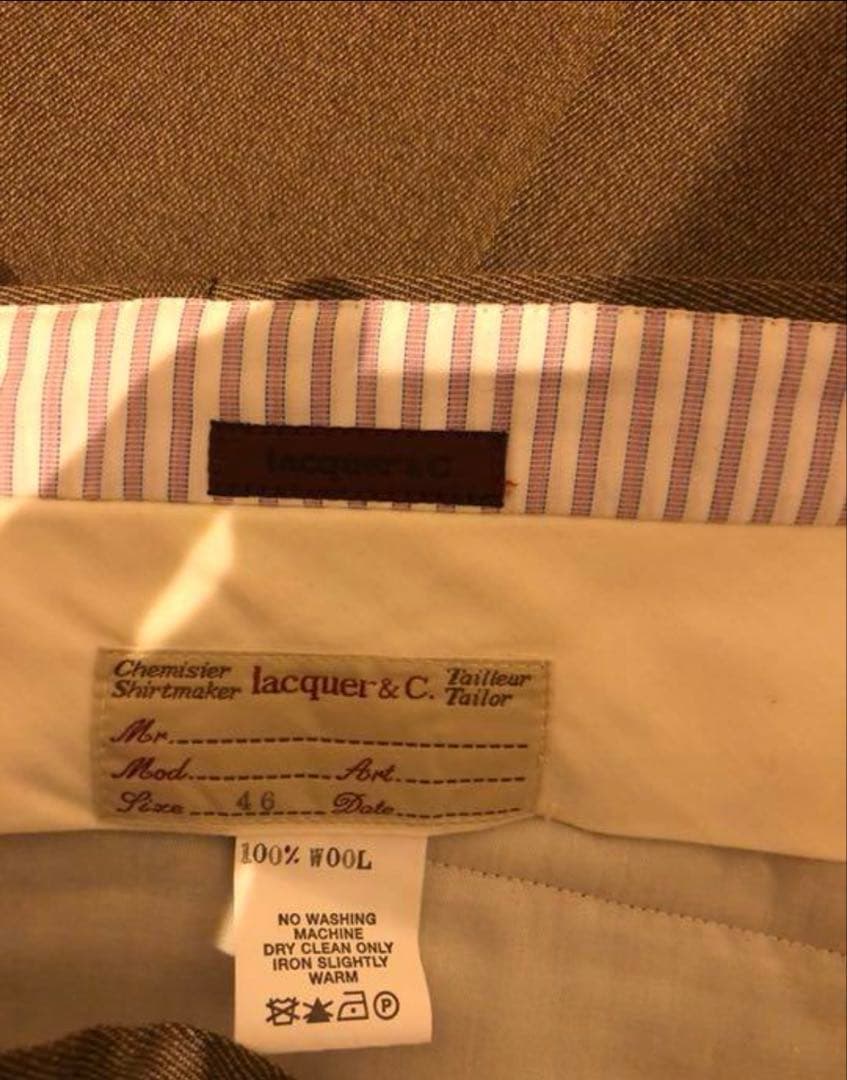 lacquer & C
Chemisier lacquer & C. Tailleur
Shirtmaker Tailor
Mr.
Mod. Art.
Size 46 Date
100% WOOL
NO WASHING
MACHINE
DRY CLEAN ONLY
IRON SLIGHTLY
WARM
P